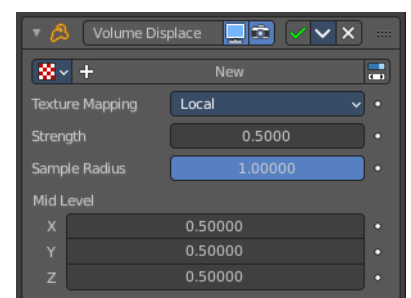 Volume Displace
New
Texture Mapping Local
Strength 0.5000
Sample Radius 1.00000
Mid Level
X 0.50000
Y 0.50000
Z 0.50000